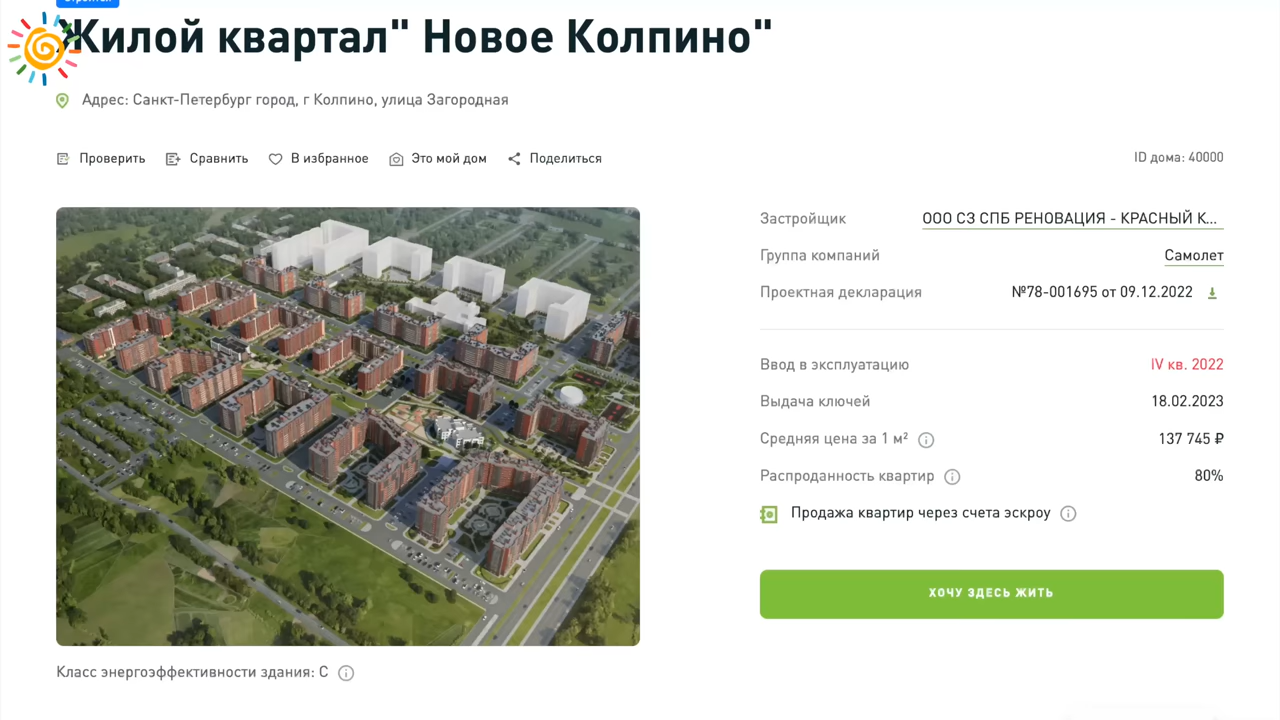 Жилой квартал" Новое Колпино"
Адрес: Санкт-Петербург город, г Колпино, улица Загородная
Проверить Сравнить В избранное Это мой дом Поделиться
ID дома: 40000
Застройщик ООО СЗ СПБ РЕНОВАЦИЯ - КРАСНЫЙ К...
Группа компаний Самолет
Проектная декларация №78-001695 от 09.12.2022
Ввод в эксплуатацию IV кв. 2022
Выдача ключей 18.02.2023
Средняя цена за 1 м² 137 745 ₽
Распроданность квартир 80%
Продажа квартир через счета эскроу
ХОЧУ ЗДЕСЬ ЖИТЬ
Класс энергоэффективности здания: C